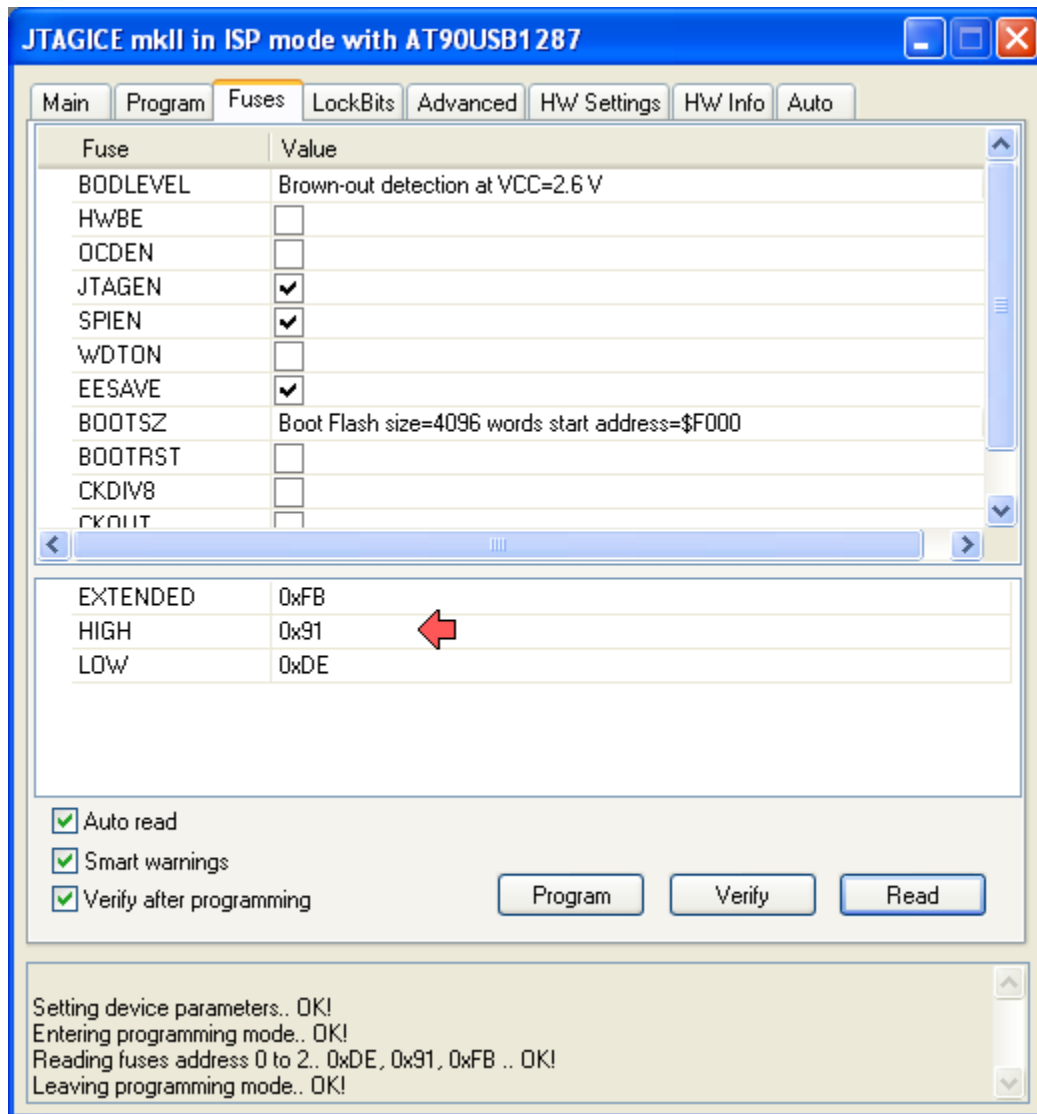 JTAGICE mkII in ISP mode with AT90USB1287
Main Program Fuses LockBits Advanced HW Settings HW Info Auto
Fuse Value
BODLEVEL Brown-out detection at VCC=2.6 V
HWBE
OCDEN
JTAGEN
SPIEN
WDTON
EESAVE
BOOTSZ Boot Flash size=4096 words start address=$F000
BOOTRST
CKDIV8
CKOUT
EXTENDED 0xFB
HIGH 0x91
LOW 0xDE
Auto read
Smart warnings
Verify after programming
Program Verify Read
Setting device parameters.. OK!
Entering programming mode.. OK!
Reading fuses address 0 to 2.. 0xDE, 0x91, 0xFB .. OK!
Leaving programming mode.. OK!